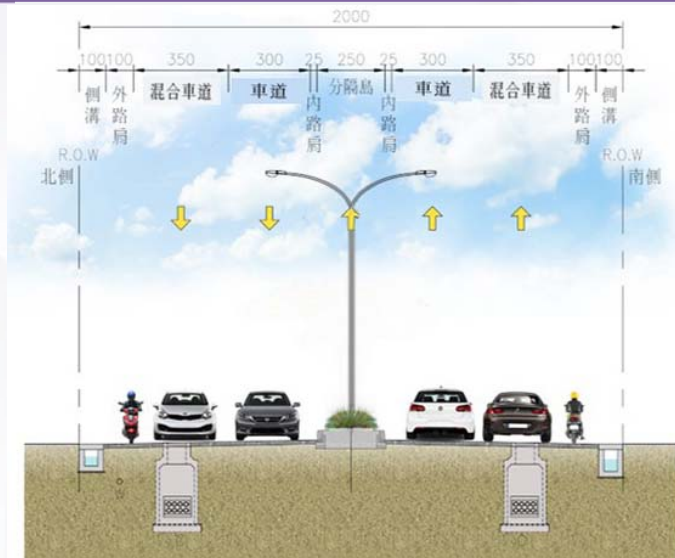 2000
100 100 350 300 25 250 25 300 350 100 100
側溝 外路肩 混合車道 車道 內路肩 分隔島 內路肩 車道 混合車道 外路肩 側溝
R.O.W R.O.W
北側 南側